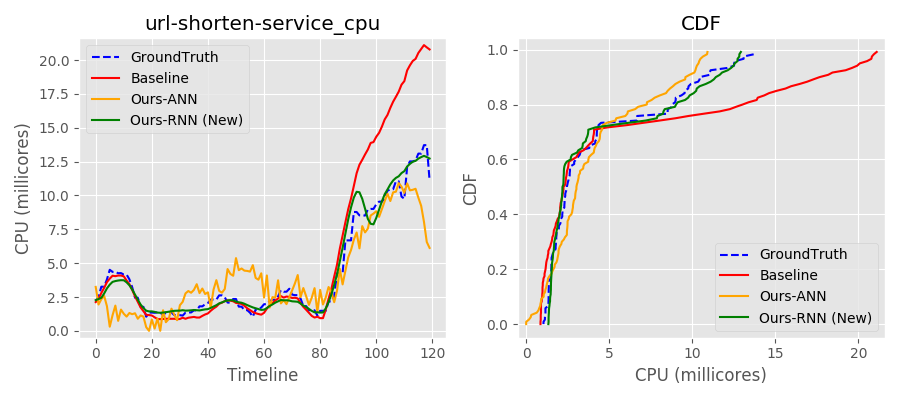 url-shorten-service_cpu
GroundTruth
Baseline
Ours-ANN
Ours-RNN (New)
20.0
17.5
15.0
12.5
10.0
7.5
5.0
2.5
0.0
CPU (millicores)
0
20
40
60
80
100
120
Timeline
CDF
1.0
0.8
0.6
0.4
0.2
0.0
CDF
GroundTruth
Baseline
Ours-ANN
Ours-RNN (New)
0
5
10
15
20
CPU (millicores)